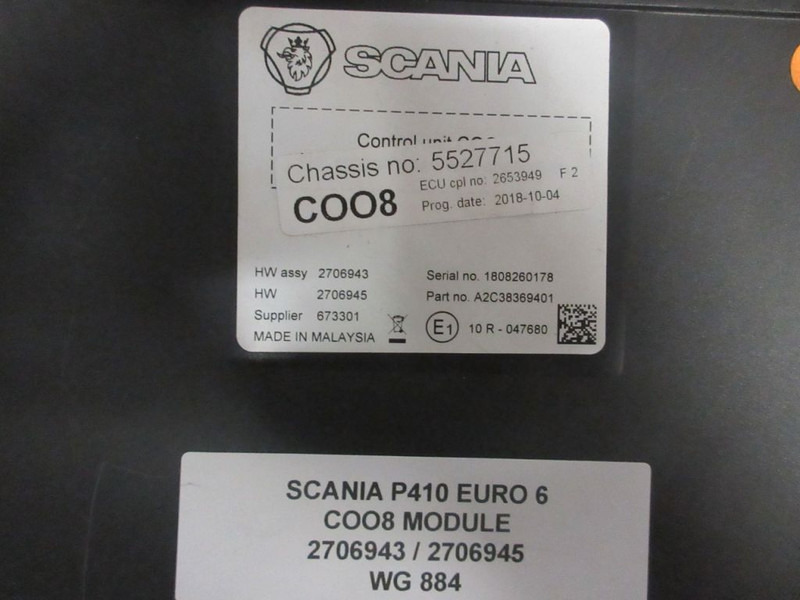 SCANIA
Control unit
Chassis no: 5527715
ECU cpl no: 2653949 F 2
COO8 Prog. date: 2018-10-04
HW assy 2706943 Serial no. 1808260178
HW 2706945 Part no. A2C38369401
Supplier 673301
MADE IN MALAYSIA E1 10 R - 047680
SCANIA P410 EURO 6
COO8 MODULE
2706943 / 2706945
WG 884